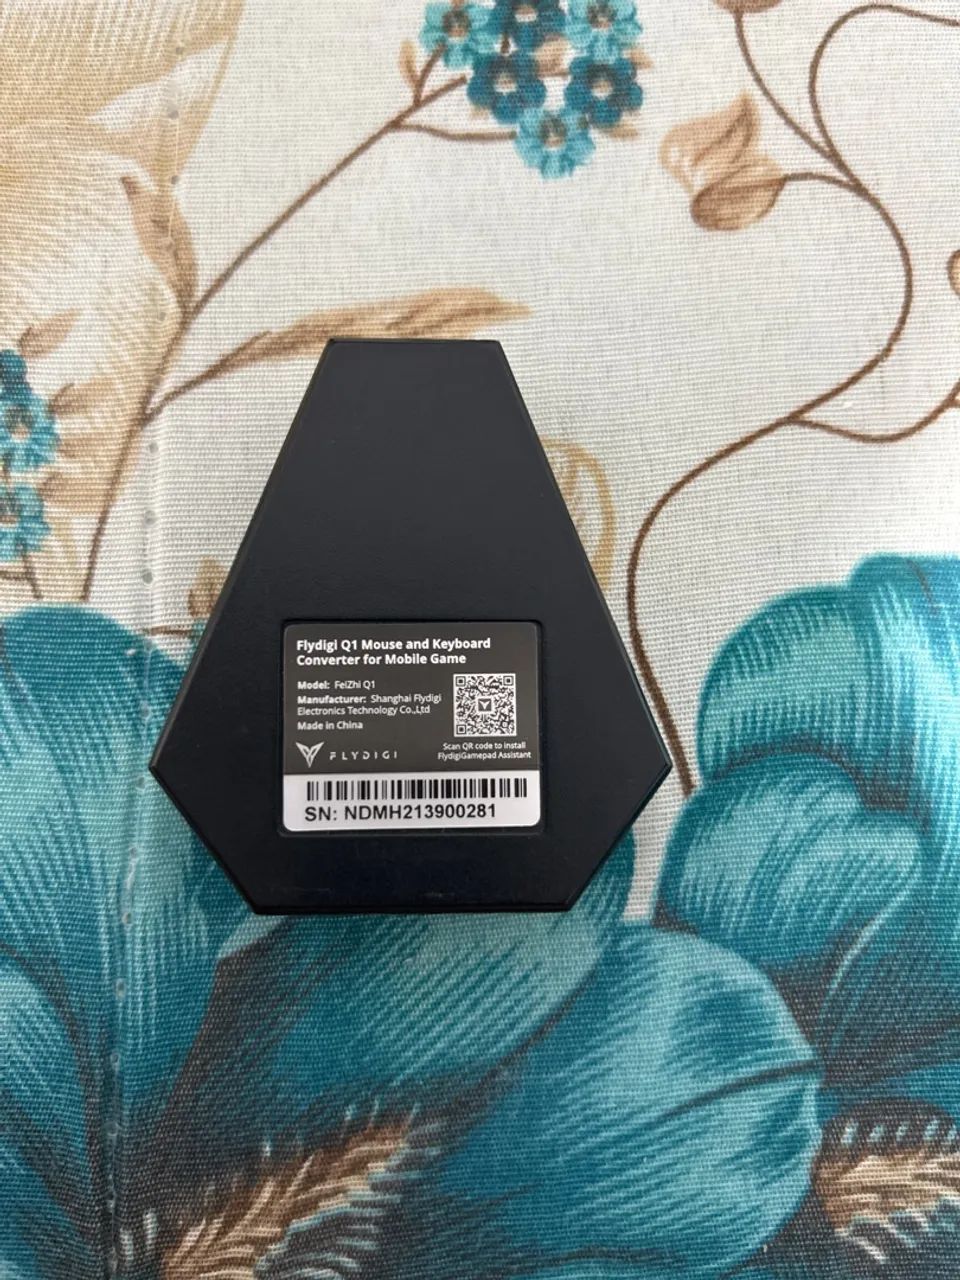 Flydigi Q1 Mouse and Keyboard
Converter for Mobile Game
Model: FeiZhi Q1
Manufacturer: Shanghai Flydigi
Electronics Technology Co.,Ltd
Made in China
FLYDIGI
Scan QR code to install
FlydigiGamepad Assistant
SN: NDMH213900281